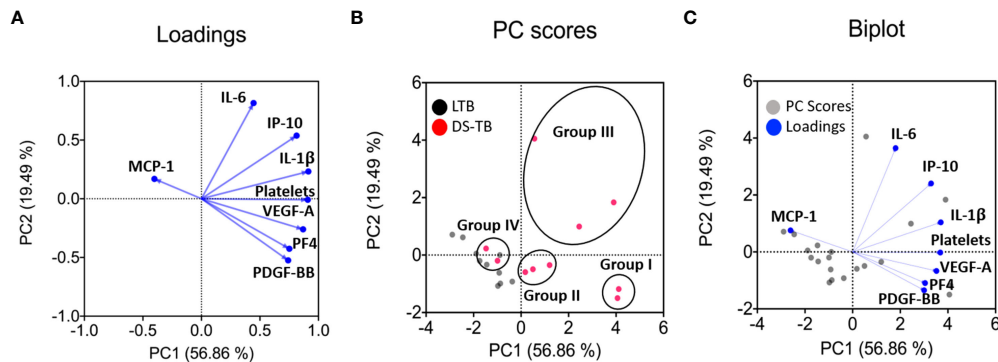 A
Loadings
1.0
0.5
0.0
-0.5
-1.0
-1.0
-0.5
0.0
0.5
1.0
PC2 (19.49 %)
PC1 (56.86 %)
IL-6
IP-10
IL-1β
MCP-1
Platelets
VEGF-A
PF4
PDGF-BB
B
PC scores
6
4
2
0
-2
-4
-2
0
2
4
6
PC2 (19.49 %)
PC1 (56.86 %)
LTB
DS-TB
Group III
Group IV
Group II
Group I
C
Biplot
6
4
2
0
-2
-4
-2
0
2
4
6
PC2 (19.49 %)
PC1 (56.86 %)
PC Scores
Loadings
IL-6
IP-10
IL-1β
MCP-1
Platelets
VEGF-A
PF4
PDGF-BB